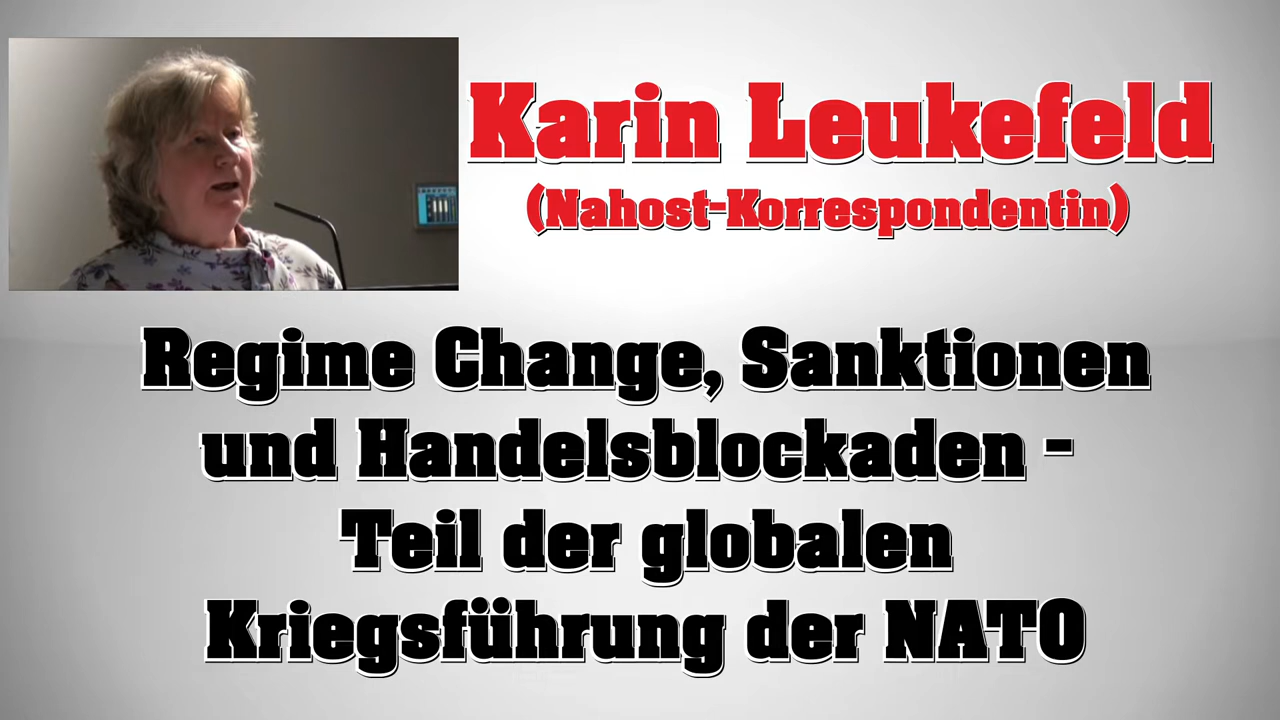 Karin Leukefeld
(Nahost-Korrespondentin)
Regime Change, Sanktionen
und Handelsblockaden -
Teil der globalen
Kriegsführung der NATO